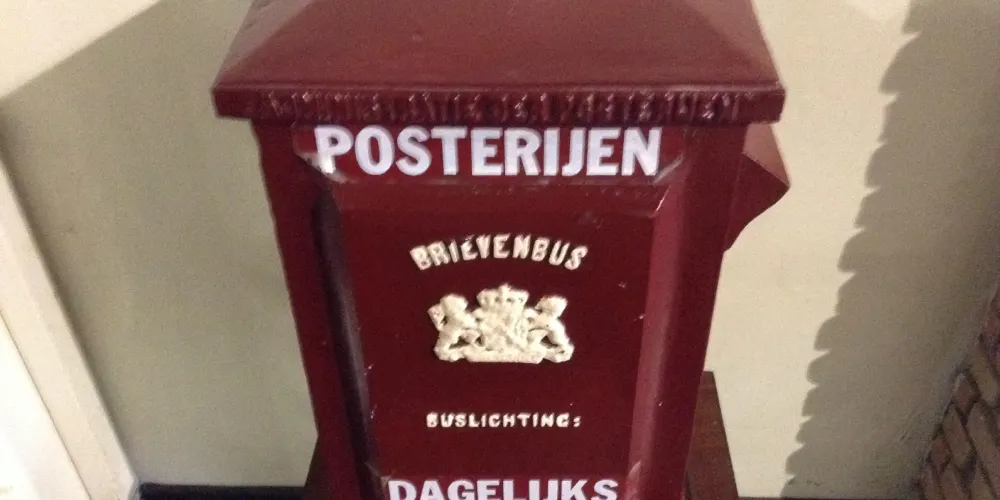 POSTERIJEN
BRIEVENBUS
BUSLICHTING:
DAGELIJKS